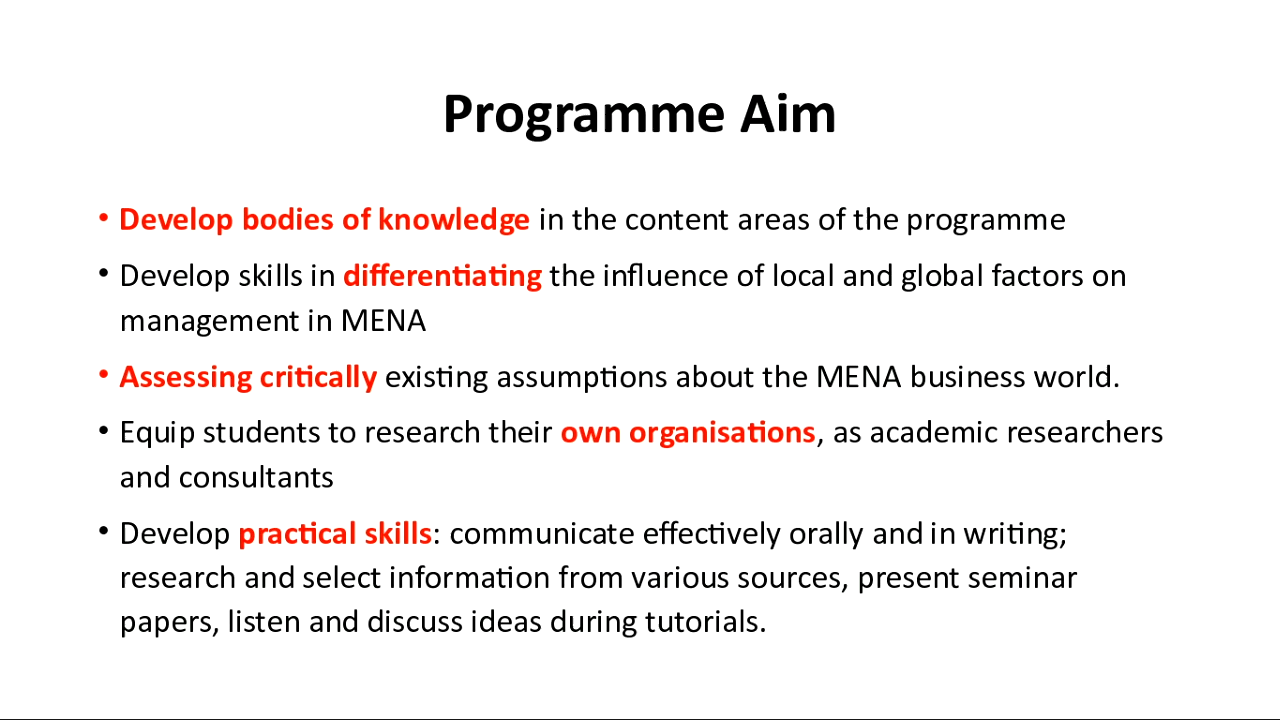 Programme Aim
• Develop bodies of knowledge in the content areas of the programme
• Develop skills in differentiating the influence of local and global factors on
management in MENA
• Assessing critically existing assumptions about the MENA business world.
• Equip students to research their own organisations, as academic researchers
and consultants
• Develop practical skills: communicate effectively orally and in writing;
research and select information from various sources, present seminar
papers, listen and discuss ideas during tutorials.